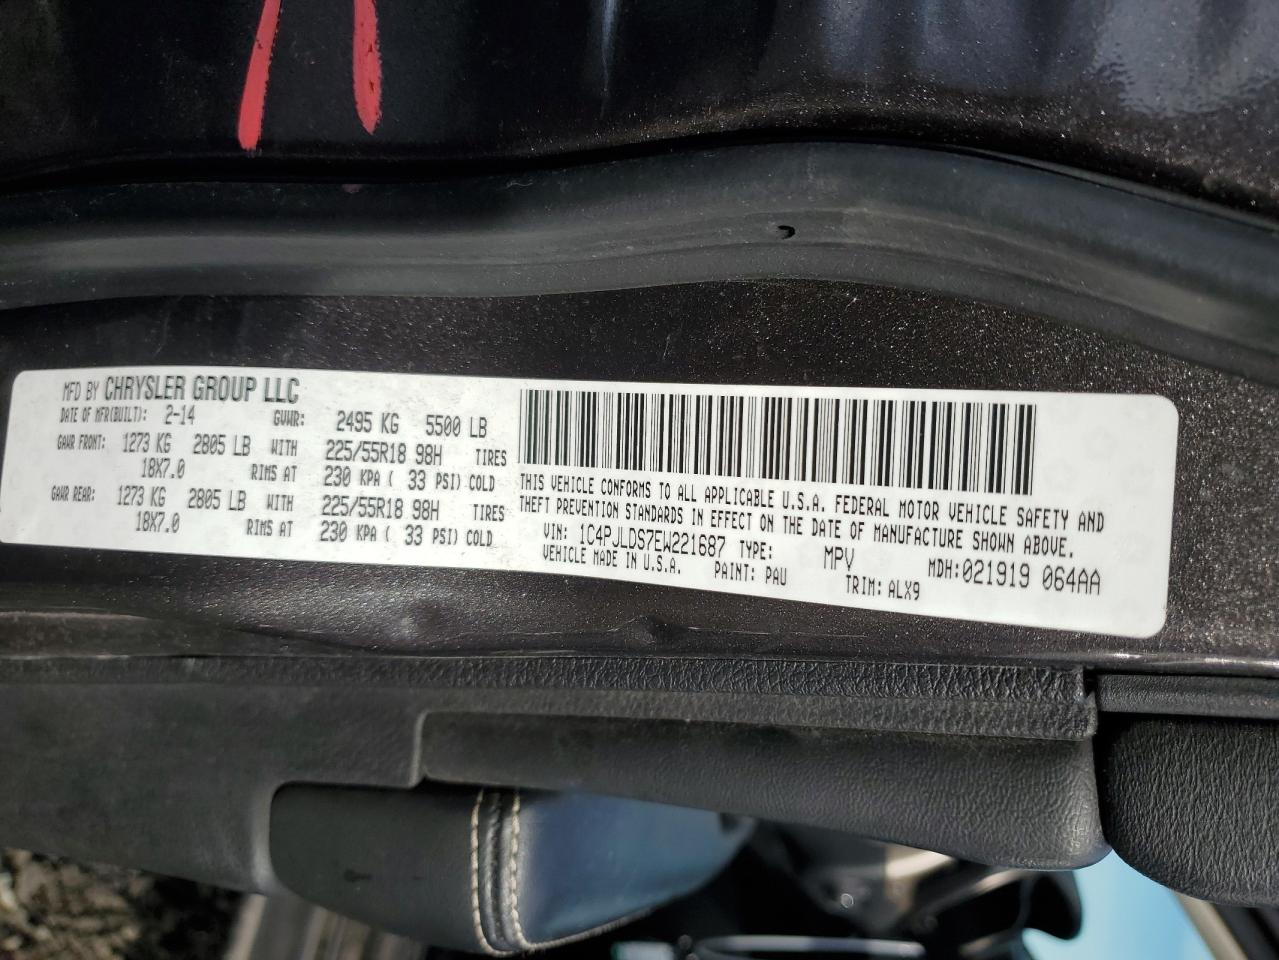 MFD BY CHRYSLER GROUP LLC
DATE OF MFR(BUILT): 2-14 GVWR: 2495 KG 5500 LB
GAWR FRONT: 1273 KG 2805 LB WITH 225/55R18 98H TIRES
18X7.0 RIMS AT 230 KPA ( 33 PSI) COLD
GAWR REAR: 1273 KG 2805 LB WITH 225/55R18 98H TIRES
18X7.0 RIMS AT 230 KPA ( 33 PSI) COLD
THIS VEHICLE CONFORMS TO ALL APPLICABLE U.S.A. FEDERAL MOTOR VEHICLE SAFETY AND
THEFT PREVENTION STANDARDS IN EFFECT ON THE DATE OF MANUFACTURE SHOWN ABOVE.
VIN: 1C4PJLDS7EW221687 TYPE: MPV MDH:021919 064AA
VEHICLE MADE IN U.S.A. PAINT: PAU TRIM: ALX9